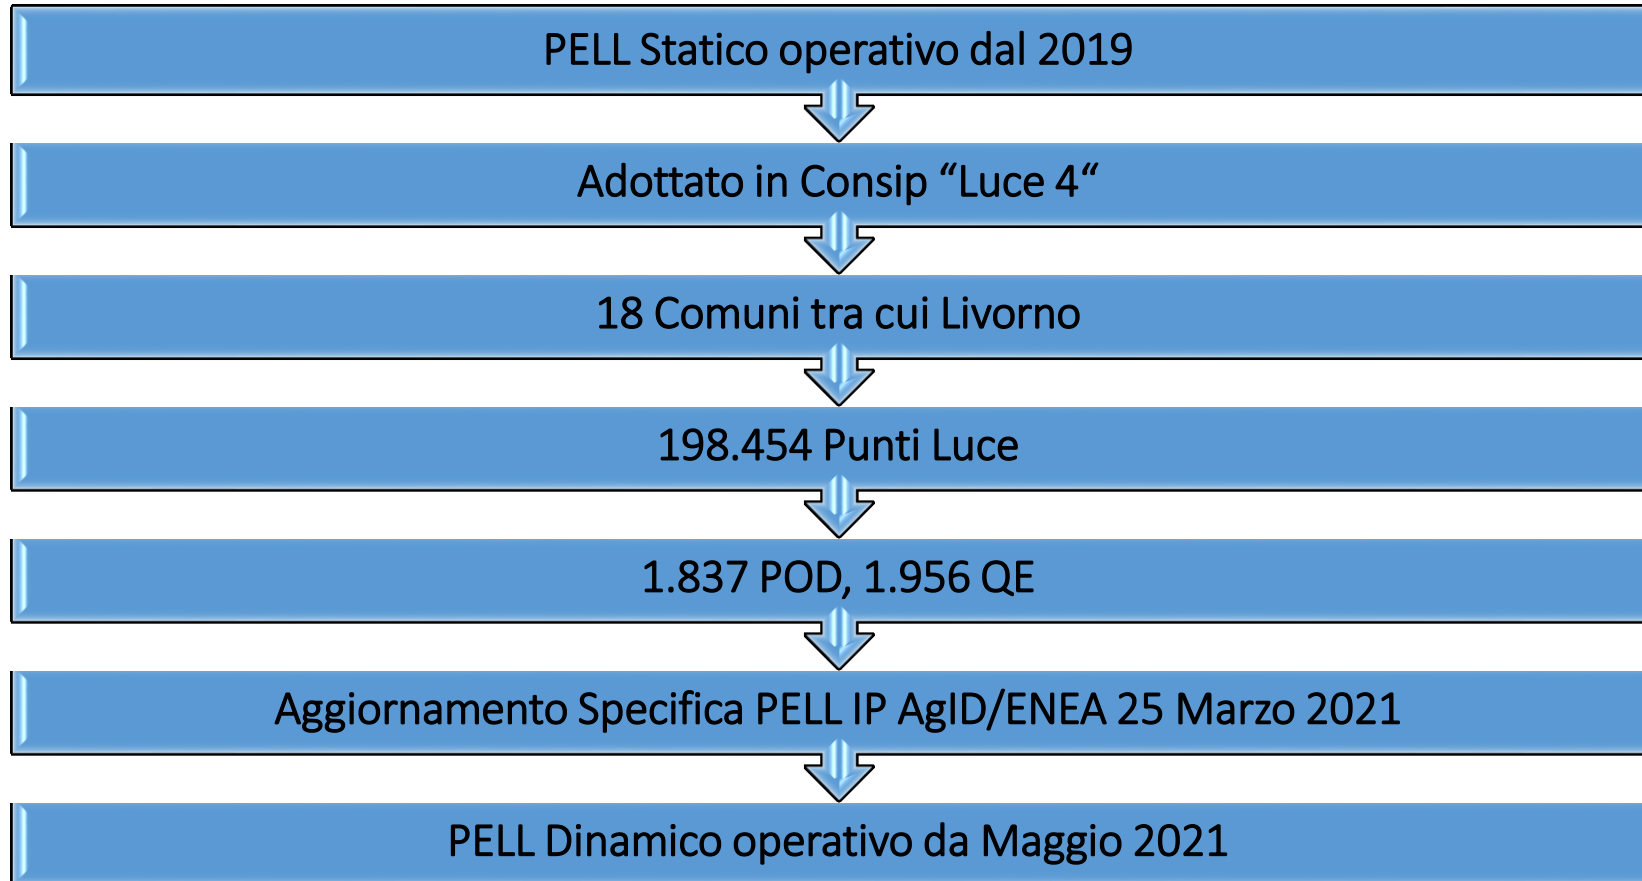 PELL Statico operativo dal 2019
Adottato in Consip “Luce 4“
18 Comuni tra cui Livorno
198.454 Punti Luce
1.837 POD, 1.956 QE
Aggiornamento Specifica PELL IP AgID/ENEA 25 Marzo 2021
PELL Dinamico operativo da Maggio 2021